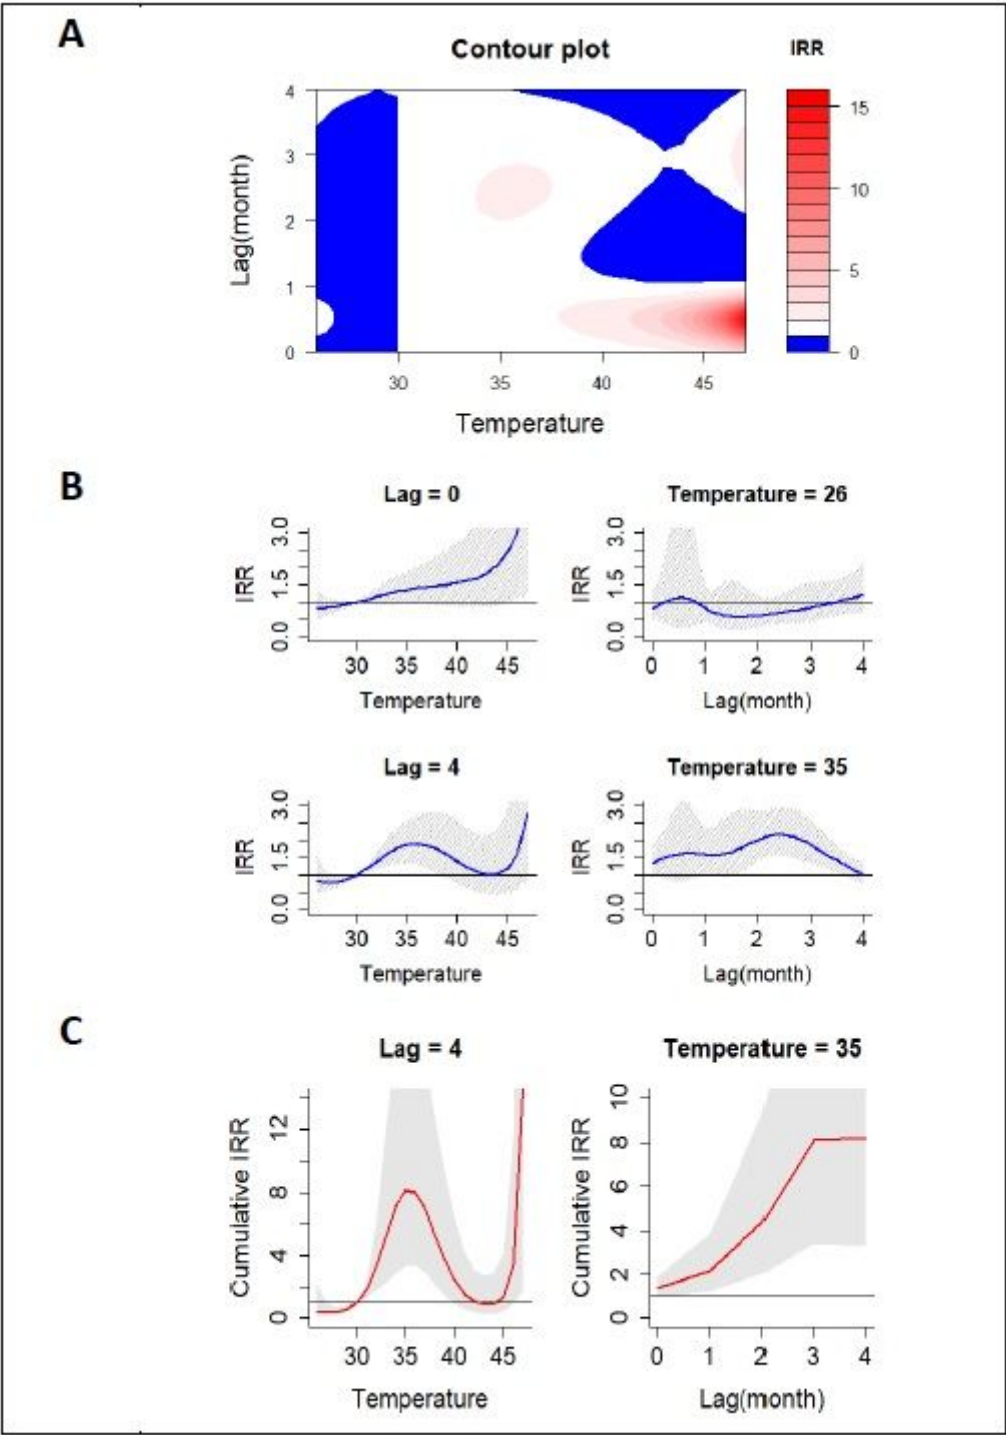 A
Contour plot
IRR
Lag(month)
4
3
2
1
0
30 35 40 45
Temperature
15
10
5
0
B
Lag = 0
IRR
3.0
1.5
0.0
30 35 40 45
Temperature
Temperature = 26
IRR
3.0
1.5
0.0
0 1 2 3 4
Lag(month)
Lag = 4
IRR
3.0
1.5
0.0
30 35 40 45
Temperature
Temperature = 35
IRR
3.0
1.5
0.0
0 1 2 3 4
Lag(month)
C
Lag = 4
Cumulative IRR
12
8
4
0
30 35 40 45
Temperature
Temperature = 35
Cumulative IRR
10
8
6
4
2
0
0 1 2 3 4
Lag(month)